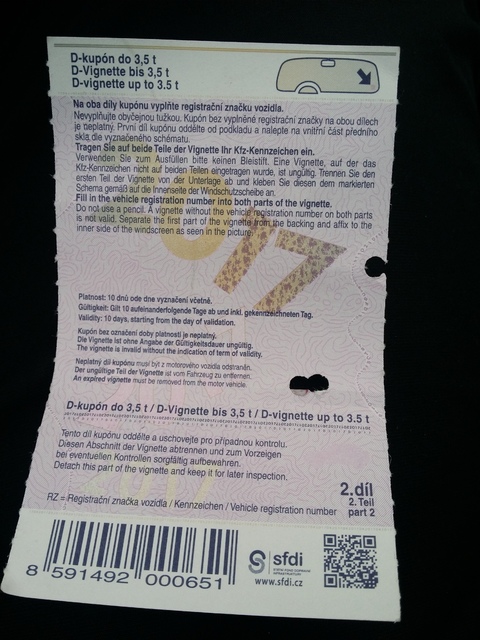 D-kupón do 3,5 t
D-Vignette bis 3,5 t
D-vignette up to 3.5 t
Na oba díly kupónu vyplňte registrační značku vozidla.
Nevyplňujte obyčejnou tužkou. Kupón bez vyplněné registrační značky na obou dílech
je neplatný. První díl kupónu oddělte od podkladu a nalepte na vnitřní část předního
skla dle vyznačeného schématu.
Tragen Sie auf beide Teile der Vignette Ihr Kfz-Kennzeichen ein.
Verwenden Sie zum Ausfüllen bitte keinen Bleistift. Eine Vignette, auf der das
Kfz-Kennzeichen nicht auf beiden Teilen eingetragen wurde, ist ungültig. Trennen Sie den
ersten Teil der Vignette von der Unterlage ab und kleben Sie diesen dem markierten
Schema gemäß auf die Innenseite der Windschutzscheibe an.
Fill in the vehicle registration number into both parts of the vignette.
Do not use a pencil. A vignette without the vehicle registration number on both parts
is not valid. Separate the first part of the vignette from the backing and affix to the
inner side of the windscreen as seen in the picture.
017
Platnost: 10 dnů ode dne vyznačení včetně.
Gültigkeit: Gilt 10 aufeinanderfolgende Tage ab und inkl. gekennzeichneten Tag.
Validity: 10 days, starting from the day of validation.
Kupón bez označení doby platnosti je neplatný.
Die Vignette ist ohne Angabe der Gültigkeitsdauer ungültig.
The vignette is invalid without the indication of term of validity.
Neplatný díl kupónu musí být z motorového vozidla odstraněn.
Der ungültige Teil der Vignette ist vom Fahrzeug zu entfernen.
An expired vignette must be removed from the motor vehicle.
D-kupón do 3,5 t / D-Vignette bis 3,5 t / D-vignette up to 3.5 t
Tento díl kupónu oddělte a uschovejte pro případnou kontrolu.
Diesen Abschnitt der Vignette abtrennen und zum Vorzeigen
bei eventuellen Kontrollen sorgfältig aufbewahren.
Detach this part of the vignette and keep it for later inspection.
2.díl
2. Teil
part 2
RZ = Registrační značka vozidla / Kennzeichen / Vehicle registration number
8 591492 000651
sfdi
www.sfdi.cz